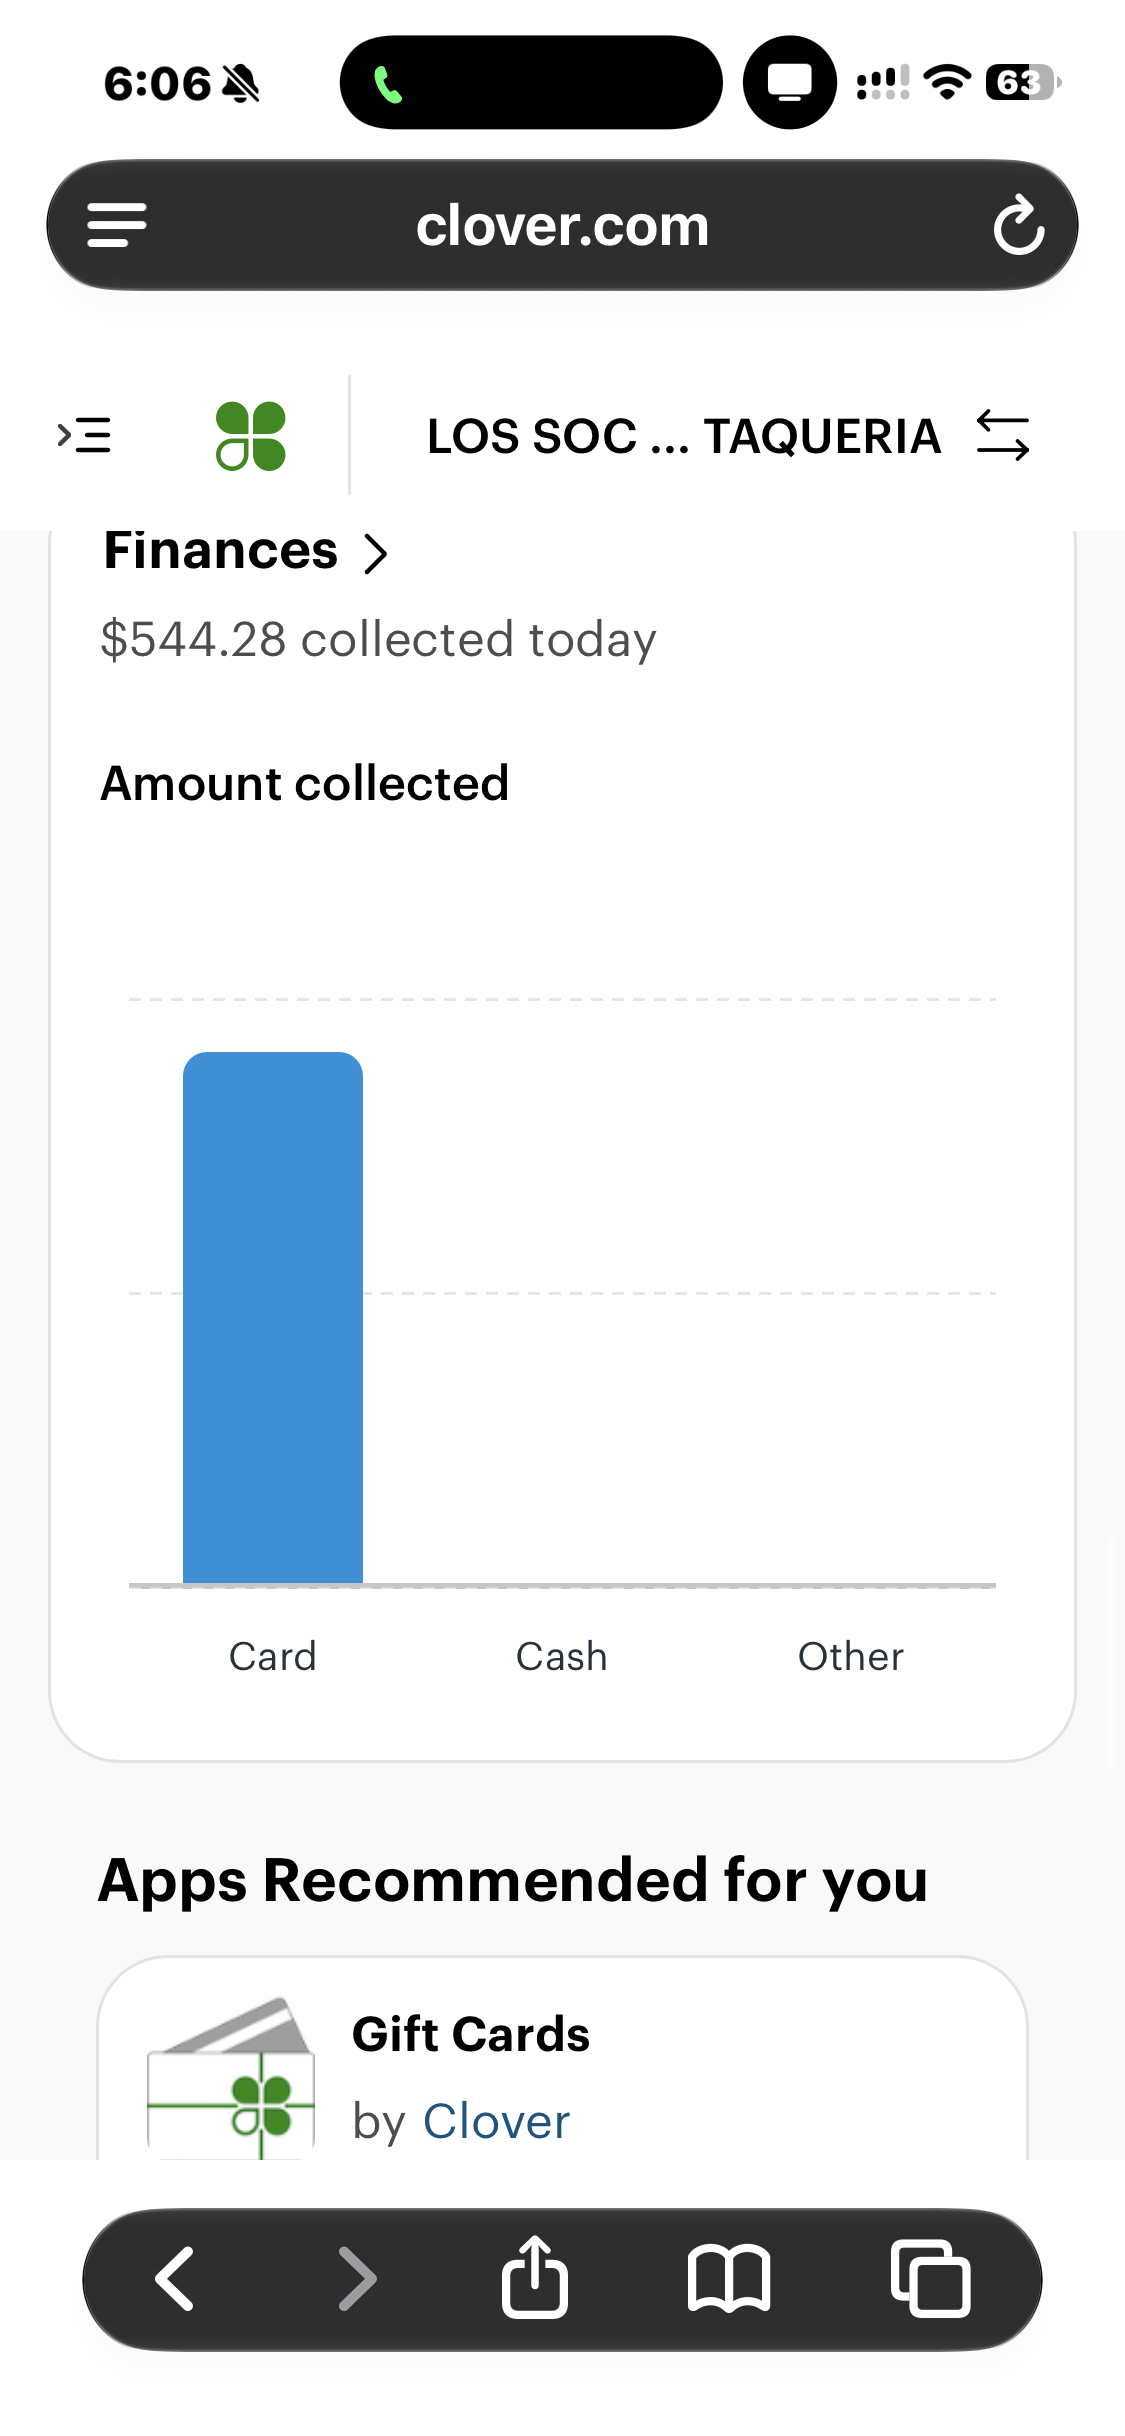 6:06
63
clover.com
LOS SOC ... TAQUERIA
Finances
$544.28 collected today
Amount collected
Card Cash Other
Apps Recommended for you
Gift Cards
by Clover